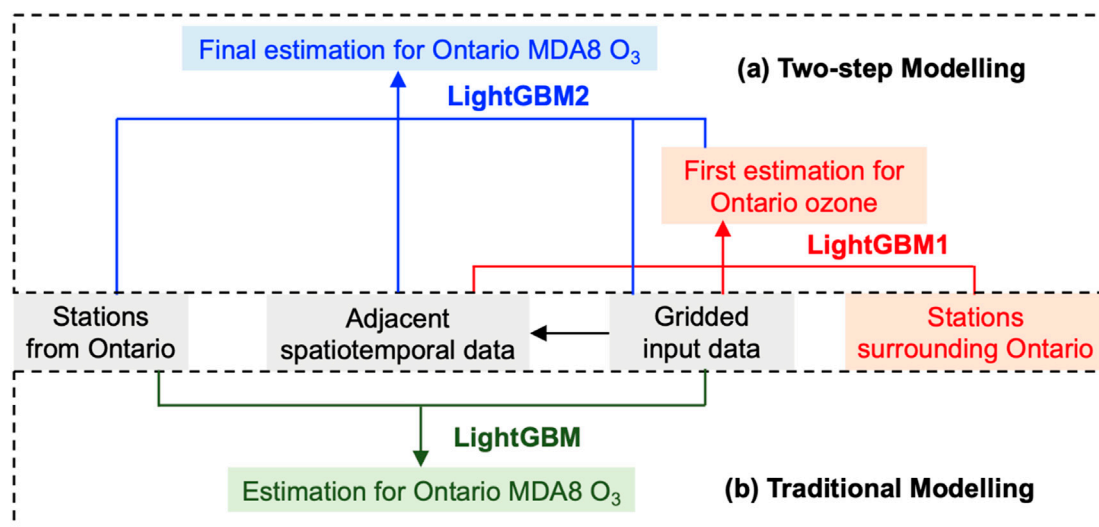 Final estimation for Ontario MDA8 O₃
(a) Two-step Modelling
LightGBM2
First estimation for
Ontario ozone
LightGBM1
Stations
from Ontario
Adjacent
spatiotemporal data
Gridded
input data
Stations
surrounding Ontario
LightGBM
Estimation for Ontario MDA8 O₃
(b) Traditional Modelling